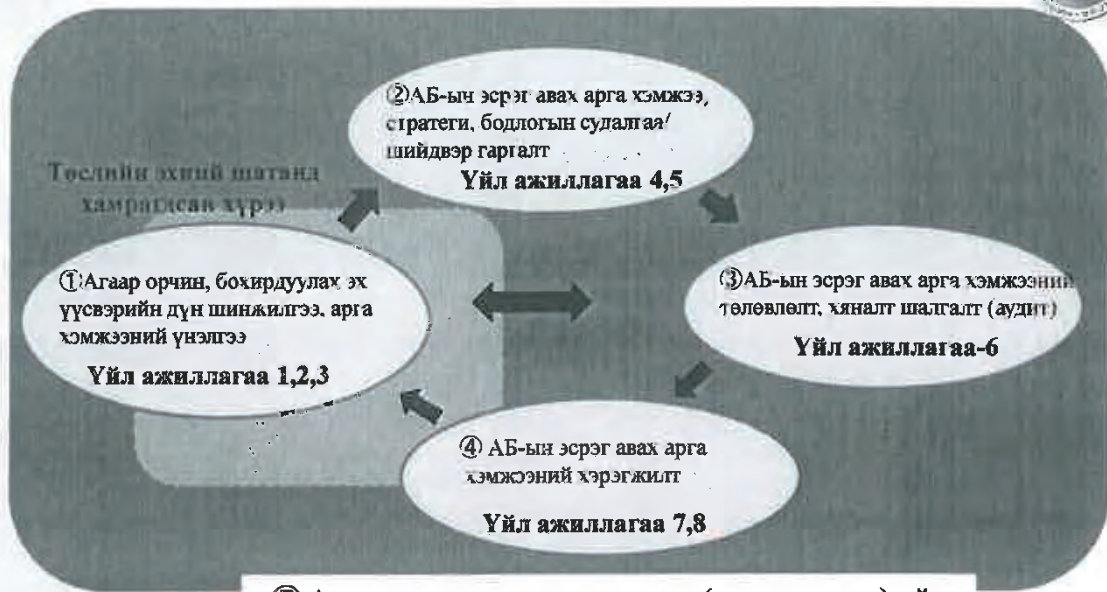 ②АБ-ын эсрэг авах арга хэмжээ,
стратеги, бодлогын судалгаа/
шийдвэр гаргалт
Үйл ажиллагаа 4,5
Төслийн эхний шатанд
хамрагдсан хүрээ
①Агаар орчин, бохирдуулах эх
үүсвэрийн дүн шинжилгээ, арга
хэмжээний үнэлгээ
Үйл ажиллагаа 1,2,3
③АБ-ын эсрэг авах арга хэмжээний
төлөвлөлт, хяналт шалгалт (аудит)
Үйл ажиллагаа-6
④ АБ-ын эсрэг авах арга
хэмжээний хэрэгжилт
Үйл ажиллагаа 7,8